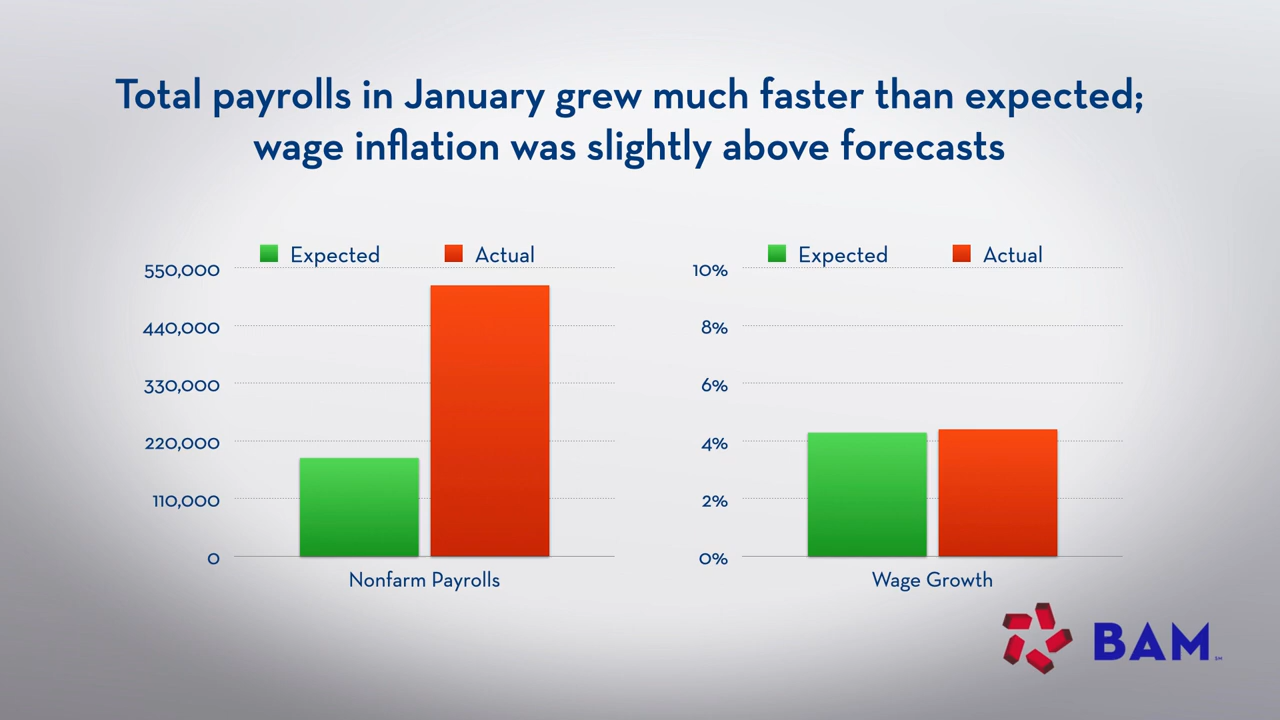 Total payrolls in January grew much faster than expected;
wage inflation was slightly above forecasts
Expected
Actual
550,000
440,000
330,000
220,000
110,000
0
Nonfarm Payrolls
Expected
Actual
10%
8%
6%
4%
2%
0%
Wage Growth
BAM